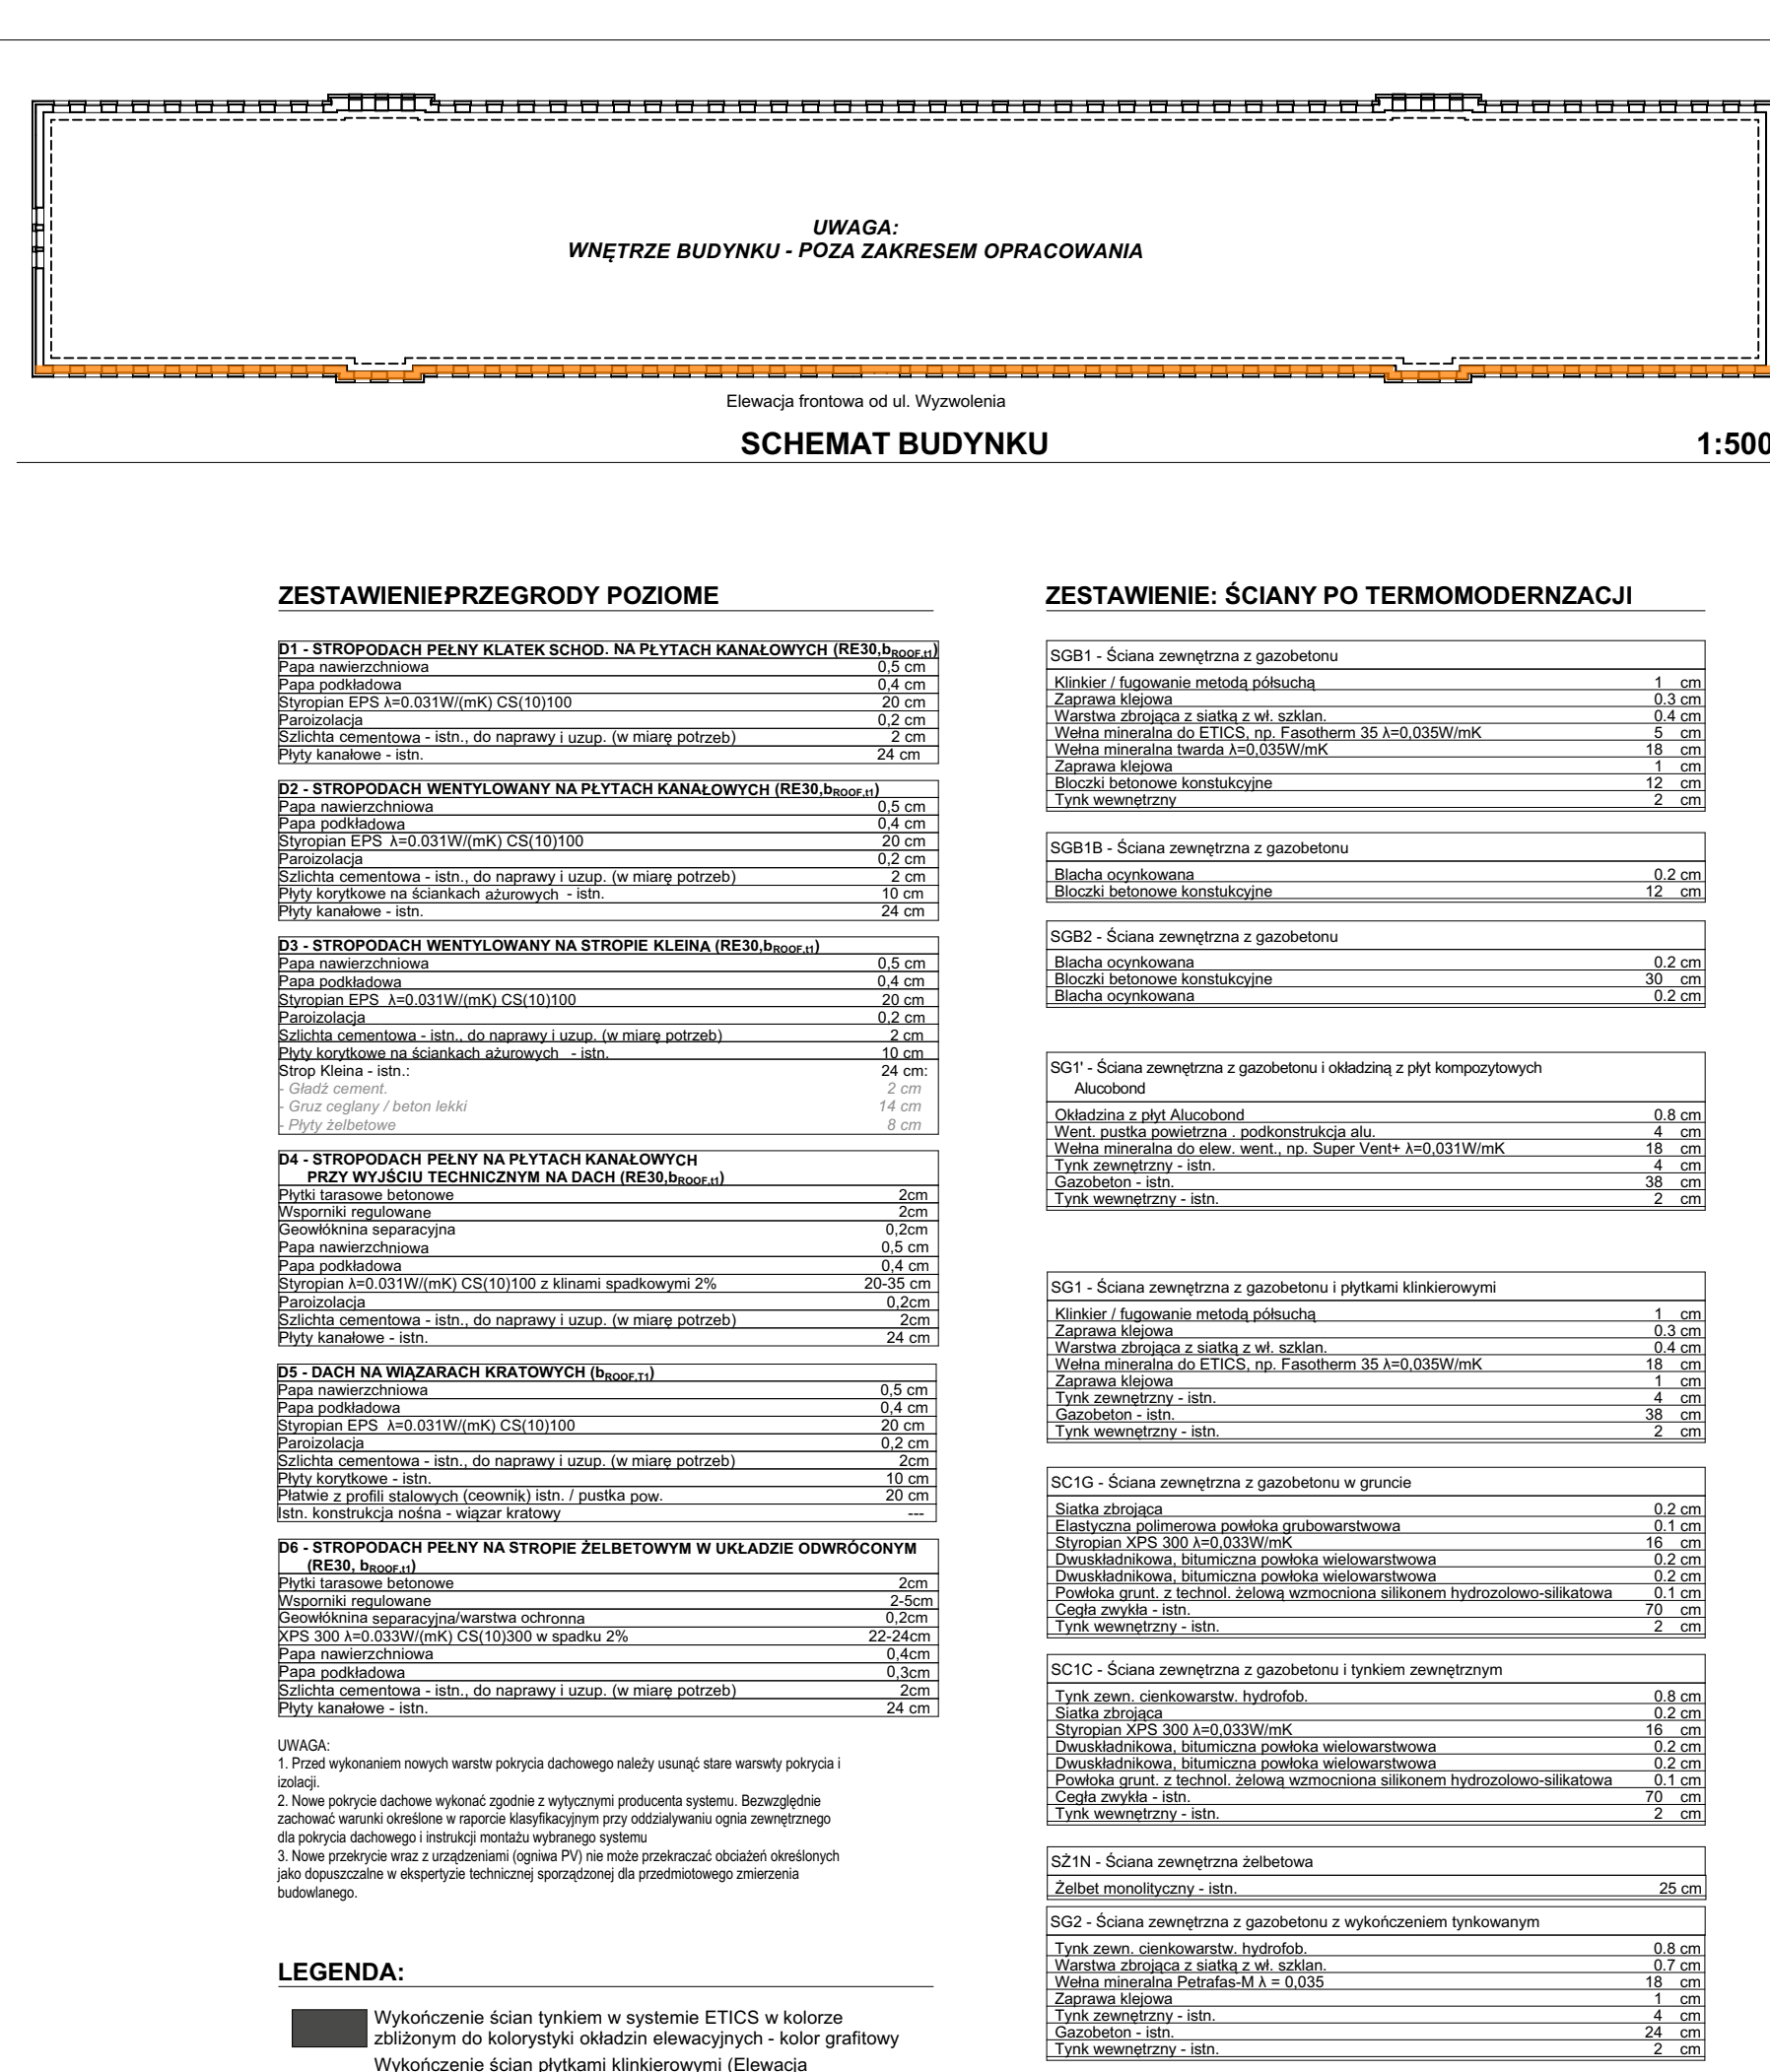 UWAGA:
WNĘTRZE BUDYNKU - POZA ZAKRESEM OPRACOWANIA
Elewacja frontowa od ul. Wyzwolenia
SCHEMAT BUDYNKU 1:500
ZESTAWIENIE:PRZEGRODY POZIOME
D1 - STROPODACH PEŁNY KLATEK SCHOD. NA PŁYTACH KANAŁOWYCH (RE30,bROOF,t1)
Papa nawierzchniowa 0,5 cm
Papa podkładowa 0,4 cm
Styropian EPS λ=0.031W/(mK) CS(10)100 20 cm
Paroizolacja 0,2 cm
Szlichta cementowa - istn., do naprawy i uzup. (w miarę potrzeb) 2 cm
Płyty kanałowe - istn. 24 cm
D2 - STROPODACH WENTYLOWANY NA PŁYTACH KANAŁOWYCH (RE30,bROOF,t1)
Papa nawierzchniowa 0,5 cm
Papa podkładowa 0,4 cm
Styropian EPS λ=0.031W/(mK) CS(10)100 20 cm
Paroizolacja 0,2 cm
Szlichta cementowa - istn., do naprawy i uzup. (w miarę potrzeb) 2 cm
Płyty korytkowe na ściankach ażurowych - istn. 10 cm
Płyty kanałowe - istn. 24 cm
D3 - STROPODACH WENTYLOWANY NA STROPIE KLEINA (RE30,bROOF,t1)
Papa nawierzchniowa 0,5 cm
Papa podkładowa 0,4 cm
Styropian EPS λ=0.031W/(mK) CS(10)100 20 cm
Paroizolacja 0,2 cm
Szlichta cementowa - istn., do naprawy i uzup. (w miarę potrzeb) 2 cm
Płyty korytkowe na ściankach ażurowych - istn. 10 cm
Strop Kleina - istn.: 24 cm:
- Gładź cement. 2 cm
- Gruz ceglany / beton lekki 14 cm
- Płyty żelbetowe 8 cm
D4 - STROPODACH PEŁNY NA PŁYTACH KANAŁOWYCH
PRZY WYJŚCIU TECHNICZNYM NA DACH (RE30,bROOF,t1)
Płytki tarasowe betonowe 2cm
Wsporniki regulowane 2cm
Geowłóknina separacyjna 0,2cm
Papa nawierzchniowa 0,5 cm
Papa podkładowa 0,4 cm
Styropian λ=0.031W/(mK) CS(10)100 z klinami spadkowymi 2% 20-35 cm
Paroizolacja 0,2cm
Szlichta cementowa - istn., do naprawy i uzup. (w miarę potrzeb) 2cm
Płyty kanałowe - istn. 24 cm
D5 - DACH NA WIĄZARACH KRATOWYCH (bROOF,T1)
Papa nawierzchniowa 0,5 cm
Papa podkładowa 0,4 cm
Styropian EPS λ=0.031W/(mK) CS(10)100 20 cm
Paroizolacja 0,2 cm
Szlichta cementowa - istn., do naprawy i uzup. (w miarę potrzeb) 2cm
Płyty korytkowe - istn. 10 cm
Płatwie z profili stalowych (ceownik) istn. / pustka pow. 20 cm
Istn. konstrukcja nośna - wiązar kratowy ---
D6 - STROPODACH PEŁNY NA STROPIE ŻELBETOWYM W UKŁADZIE ODWRÓCONYM
(RE30, bROOF,t1)
Płytki tarasowe betonowe 2cm
Wsporniki regulowane 2-5cm
Geowłóknina separacyjna/warstwa ochronna 0,2cm
XPS 300 λ=0.033W/(mK) CS(10)300 w spadku 2% 22-24cm
Papa nawierzchniowa 0,4cm
Papa podkładowa 0,3cm
Szlichta cementowa - istn., do naprawy i uzup. (w miarę potrzeb) 2cm
Płyty kanałowe - istn. 24 cm
UWAGA:
1. Przed wykonaniem nowych warstw pokrycia dachowego należy usunąć stare warswty pokrycia i
izolacji.
2. Nowe pokrycie dachowe wykonać zgodnie z wytycznymi producenta systemu. Bezwzględnie
zachować warunki określone w raporcie klasyfikacyjnym przy oddzialywaniu ognia zewnętrznego
dla pokrycia dachowego i instrukcji montażu wybranego systemu
3. Nowe przekrycie wraz z urządzeniami (ogniwa PV) nie może przekraczać obciażeń określonych
jako dopuszczalne w ekspertyzie technicznej sporządzonej dla przedmiotowego zmierzenia
budowlanego.
LEGENDA:
Wykończenie ścian tynkiem w systemie ETICS w kolorze
zbliżonym do kolorystyki okładzin elewacyjnych - kolor grafitowy
Wykończenie ścian płytkami klinkierowymi (Elewacja
ZESTAWIENIE: ŚCIANY PO TERMOMODERNZACJI
SGB1 - Ściana zewnętrzna z gazobetonu
Klinkier / fugowanie metodą półsuchą 1 cm
Zaprawa klejowa 0.3 cm
Warstwa zbrojąca z siatką z wł. szklan. 0.4 cm
Wełna mineralna do ETICS, np. Fasotherm 35 λ=0,035W/mK 5 cm
Wełna mineralna twarda λ=0,035W/mK 18 cm
Zaprawa klejowa 1 cm
Bloczki betonowe konstukcyjne 12 cm
Tynk wewnętrzny 2 cm
SGB1B - Ściana zewnętrzna z gazobetonu
Blacha ocynkowana 0.2 cm
Bloczki betonowe konstukcyjne 12 cm
SGB2 - Ściana zewnętrzna z gazobetonu
Blacha ocynkowana 0.2 cm
Bloczki betonowe konstukcyjne 30 cm
Blacha ocynkowana 0.2 cm
SG1' - Ściana zewnętrzna z gazobetonu i okładziną z płyt kompozytowych
Alucobond
Okładzina z płyt Alucobond 0.8 cm
Went. pustka powietrzna . podkonstrukcja alu. 4 cm
Wełna mineralna do elew. went., np. Super Vent+ λ=0,031W/mK 18 cm
Tynk zewnętrzny - istn. 4 cm
Gazobeton - istn. 38 cm
Tynk wewnętrzny - istn. 2 cm
SG1 - Ściana zewnętrzna z gazobetonu i płytkami klinkierowymi
Klinkier / fugowanie metodą półsuchą 1 cm
Zaprawa klejowa 0.3 cm
Warstwa zbrojąca z siatką z wł. szklan. 0.4 cm
Wełna mineralna do ETICS, np. Fasotherm 35 λ=0,035W/mK 18 cm
Zaprawa klejowa 1 cm
Tynk zewnętrzny - istn. 4 cm
Gazobeton - istn. 38 cm
Tynk wewnętrzny - istn. 2 cm
SC1G - Ściana zewnętrzna z gazobetonu w gruncie
Siatka zbrojąca 0.2 cm
Elastyczna polimerowa powłoka grubowarstwowa 0.1 cm
Styropian XPS 300 λ=0,033W/mK 16 cm
Dwuskładnikowa, bitumiczna powłoka wielowarstwowa 0.2 cm
Dwuskładnikowa, bitumiczna powłoka wielowarstwowa 0.2 cm
Powłoka grunt. z technol. żelową wzmocniona silikonem hydrozolowo-silikatowa 0.1 cm
Cegła zwykła - istn. 70 cm
Tynk wewnętrzny - istn. 2 cm
SC1C - Ściana zewnętrzna z gazobetonu i tynkiem zewnętrznym
Tynk zewn. cienkowarstw. hydrofob. 0.8 cm
Siatka zbrojąca 0.2 cm
Styropian XPS 300 λ=0,033W/mK 16 cm
Dwuskładnikowa, bitumiczna powłoka wielowarstwowa 0.2 cm
Dwuskładnikowa, bitumiczna powłoka wielowarstwowa 0.2 cm
Powłoka grunt. z technol. żelową wzmocniona silikonem hydrozolowo-silikatowa 0.1 cm
Cegła zwykła - istn. 70 cm
Tynk wewnętrzny - istn. 2 cm
SŻ1N - Ściana zewnętrzna żelbetowa
Żelbet monolityczny - istn. 25 cm
SG2 - Ściana zewnętrzna z gazobetonu z wykończeniem tynkowanym
Tynk zewn. cienkowarstw. hydrofob. 0.8 cm
Warstwa zbrojąca z siatką z wł. szklan. 0.7 cm
Wełna mineralna Petrafas-M λ = 0,035 18 cm
Zaprawa klejowa 1 cm
Tynk zewnętrzny - istn. 4 cm
Gazobeton - istn. 24 cm
Tynk wewnętrzny - istn. 2 cm